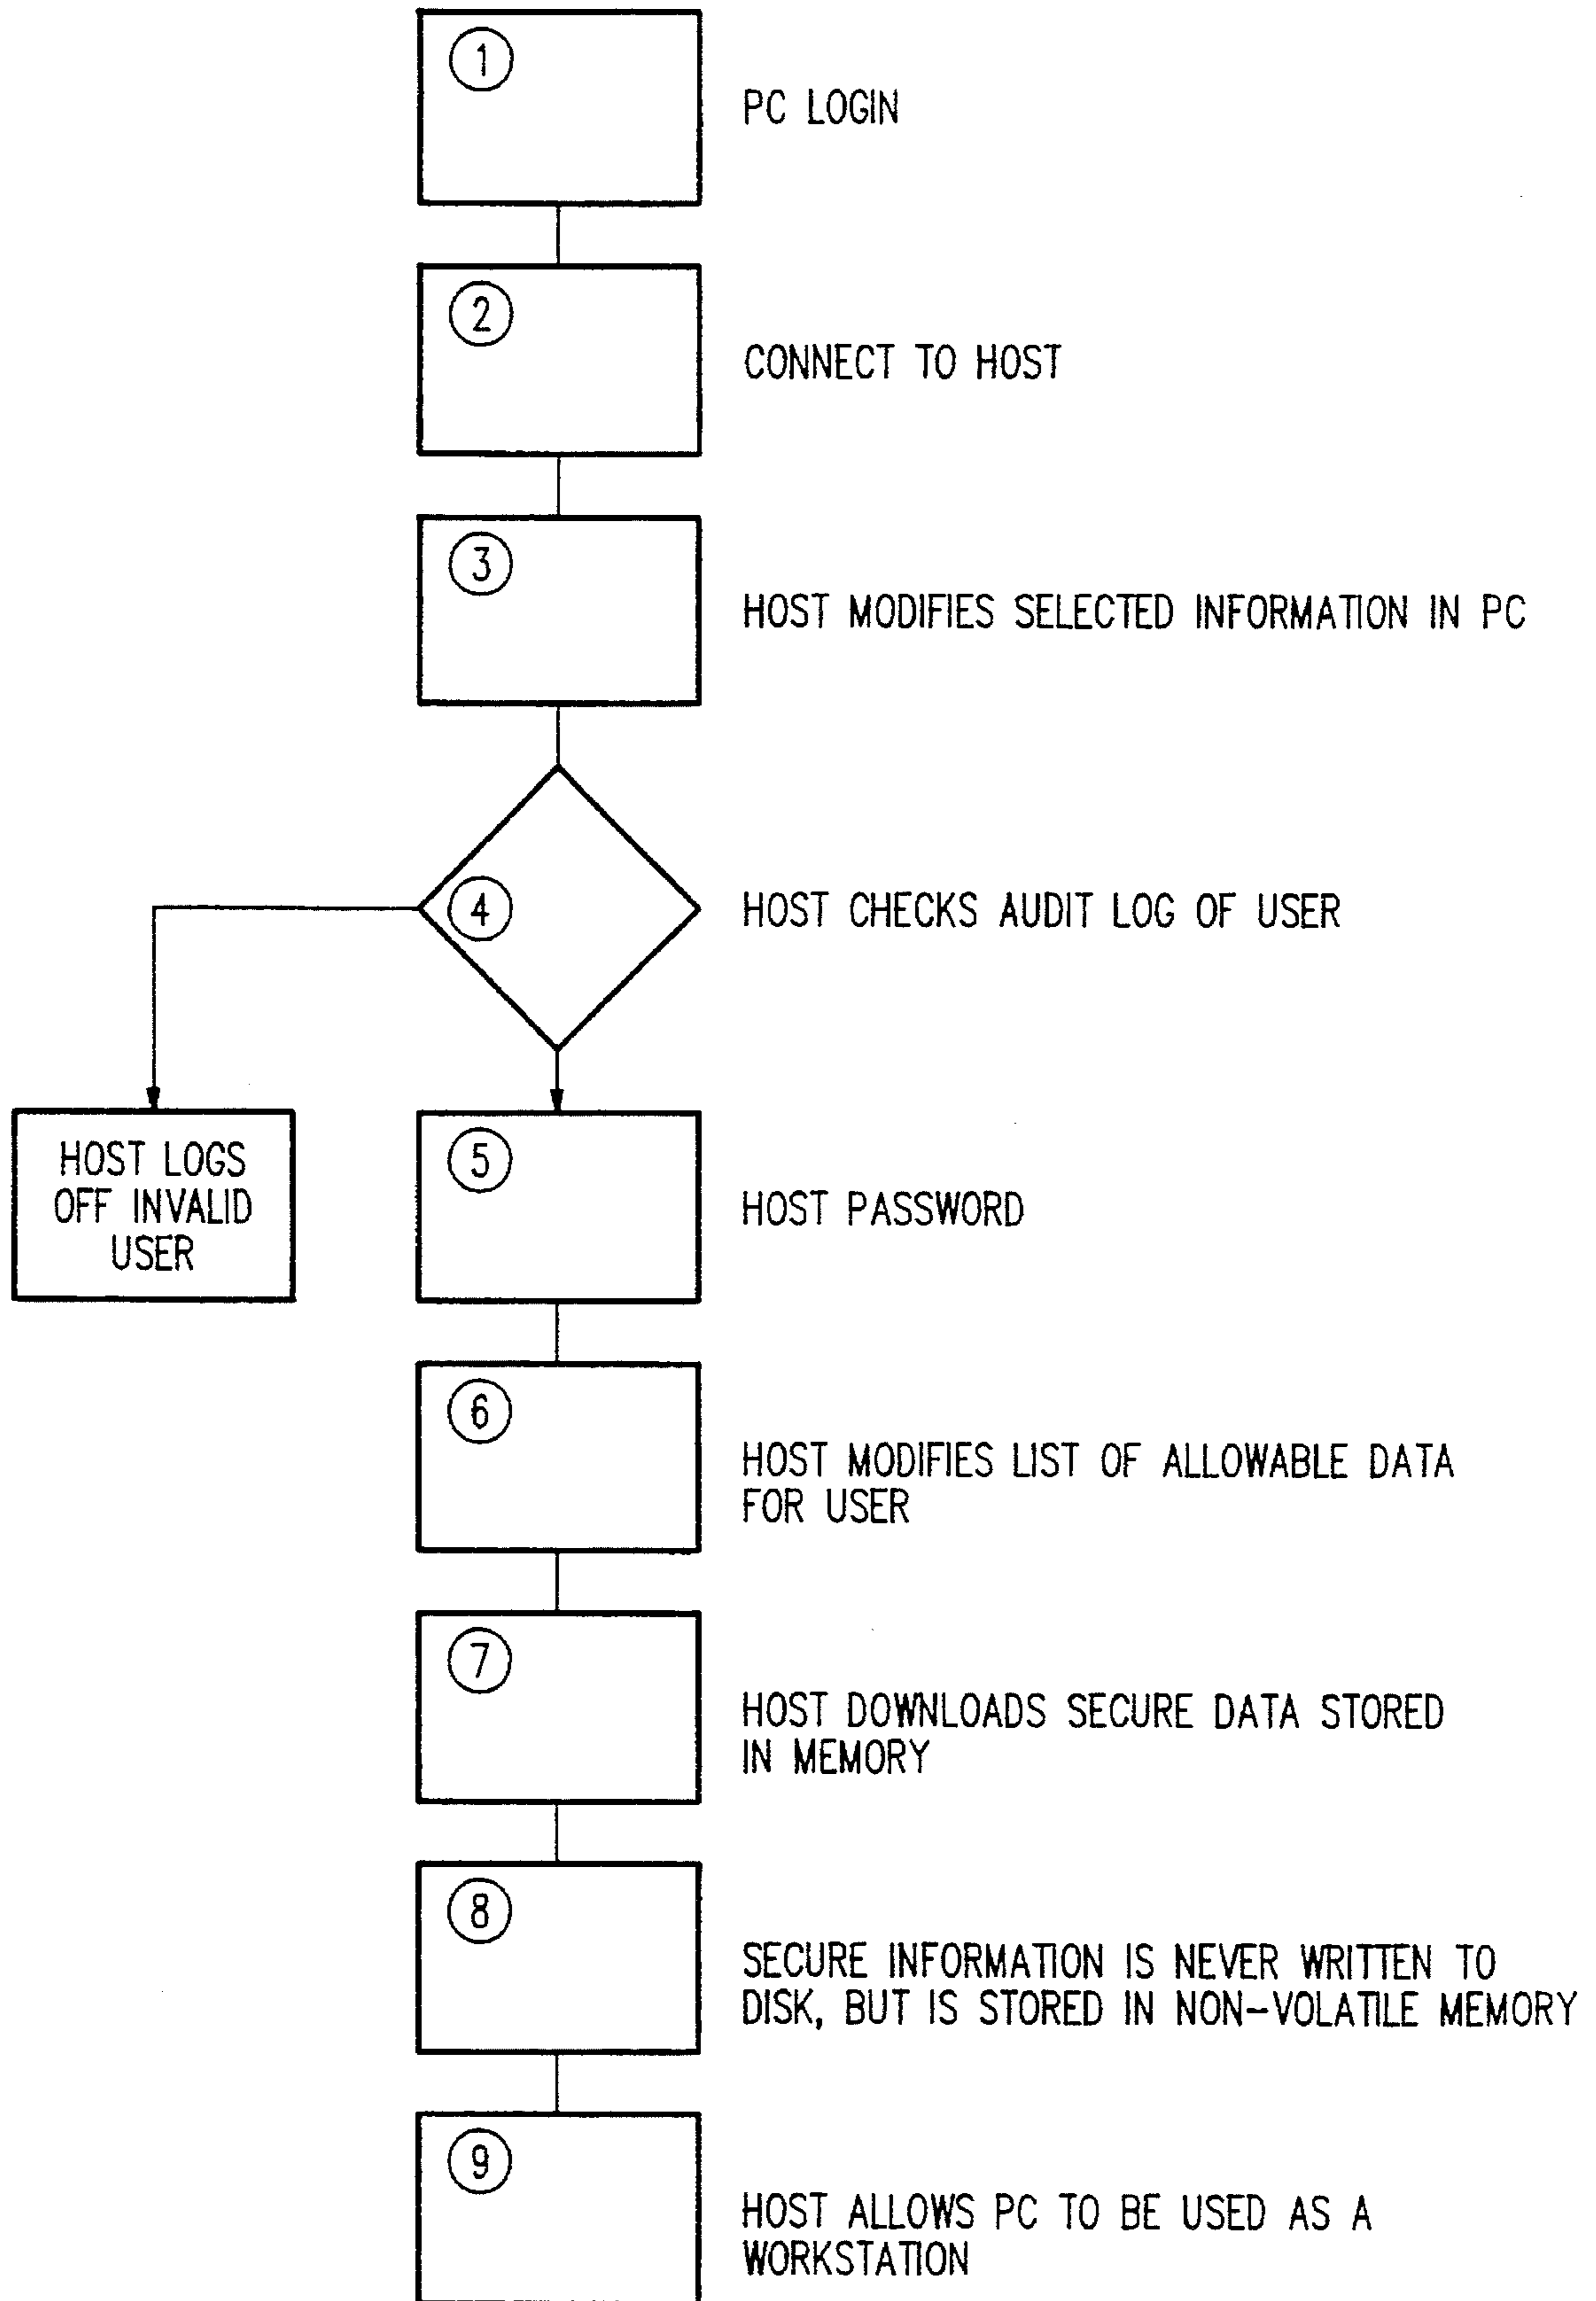 1
PC LOGIN
2
CONNECT TO HOST
3
HOST MODIFIES SELECTED INFORMATION IN PC
4
HOST CHECKS AUDIT LOG OF USER
HOST LOGS
OFF INVALID
USER
5
HOST PASSWORD
6
HOST MODIFIES LIST OF ALLOWABLE DATA
FOR USER
7
HOST DOWNLOADS SECURE DATA STORED
IN MEMORY
8
SECURE INFORMATION IS NEVER WRITTEN TO
DISK, BUT IS STORED IN NON-VOLATILE MEMORY
9
HOST ALLOWS PC TO BE USED AS A
WORKSTATION